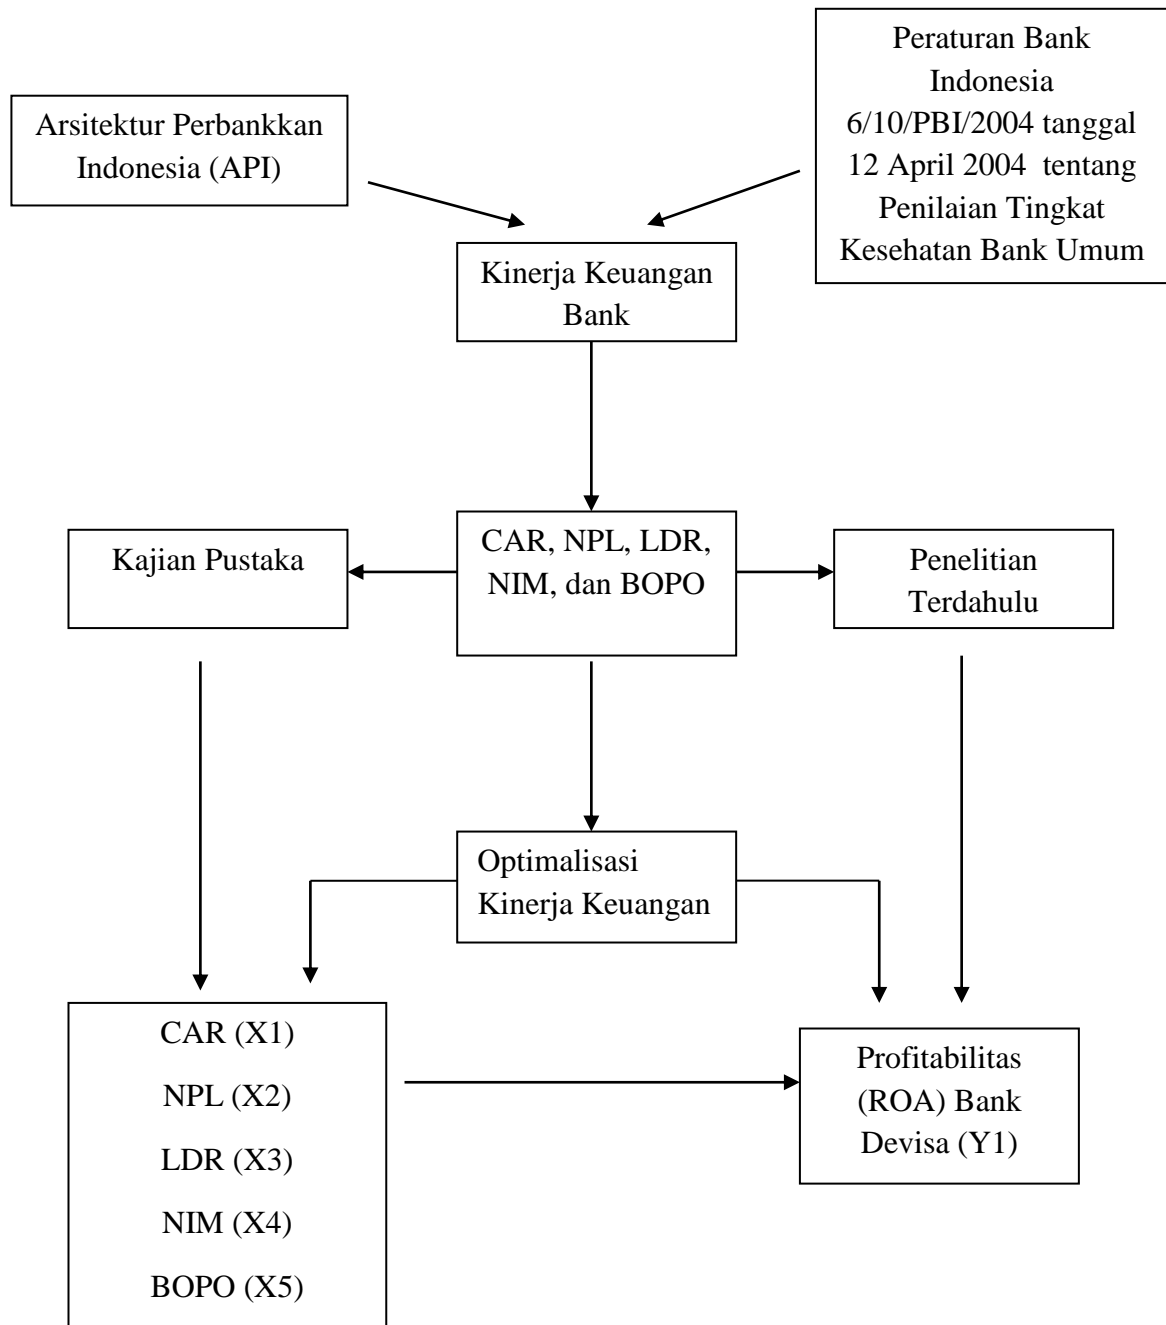 Peraturan Bank
Indonesia
6/10/PBI/2004 tanggal
12 April 2004 tentang
Penilaian Tingkat
Kesehatan Bank Umum
Arsitektur Perbankkan
Indonesia (API)
Kinerja Keuangan
Bank
Kajian Pustaka
CAR, NPL, LDR,
NIM, dan BOPO
Penelitian
Terdahulu
Optimalisasi
Kinerja Keuangan
CAR (X1)
NPL (X2)
LDR (X3)
NIM (X4)
BOPO (X5)
Profitabilitas
(ROA) Bank
Devisa (Y1)